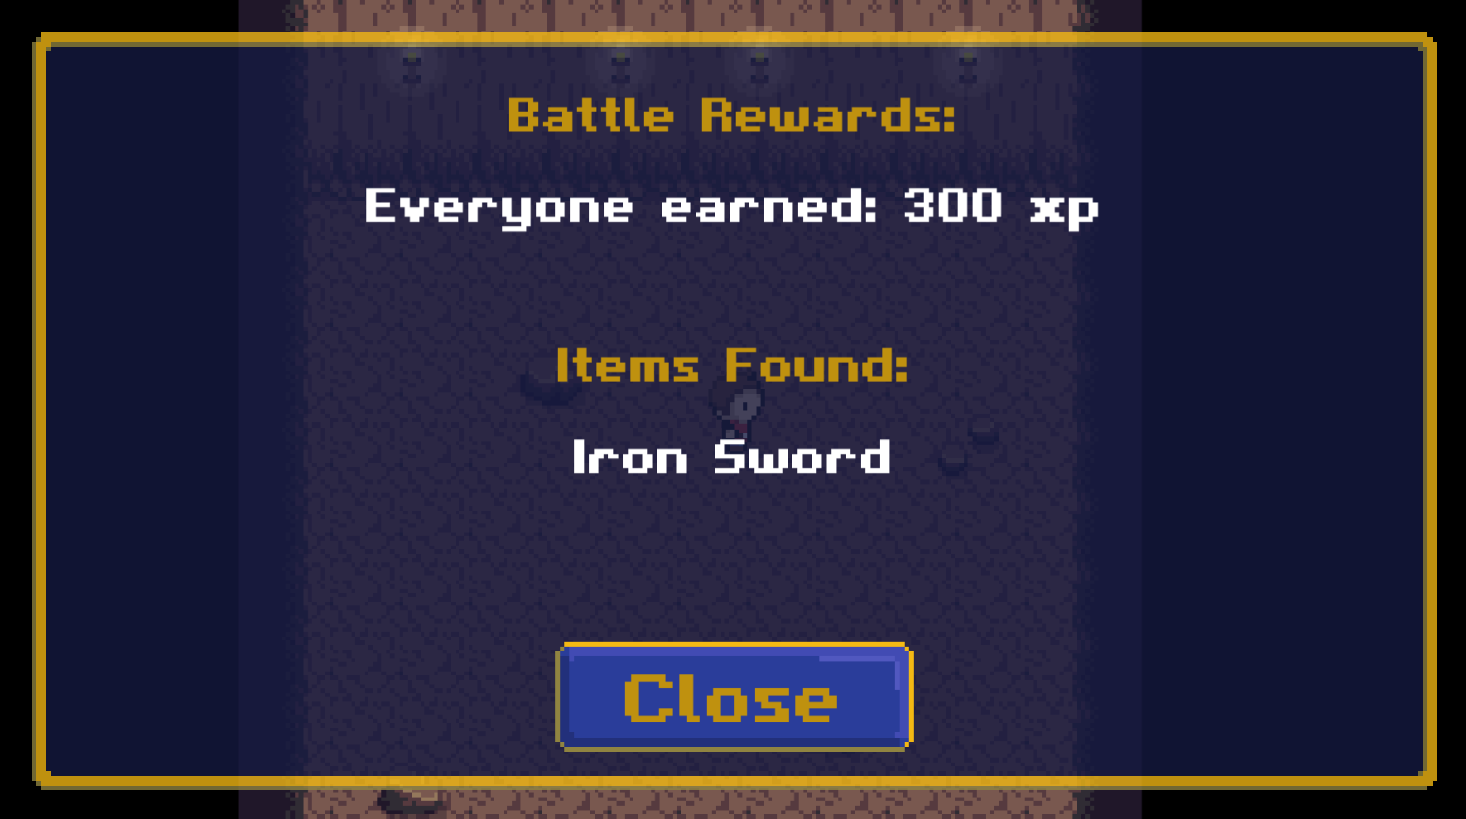 Battle Rewards:
Everyone earned: 300 xp
Items Found:
Iron Sword
Close